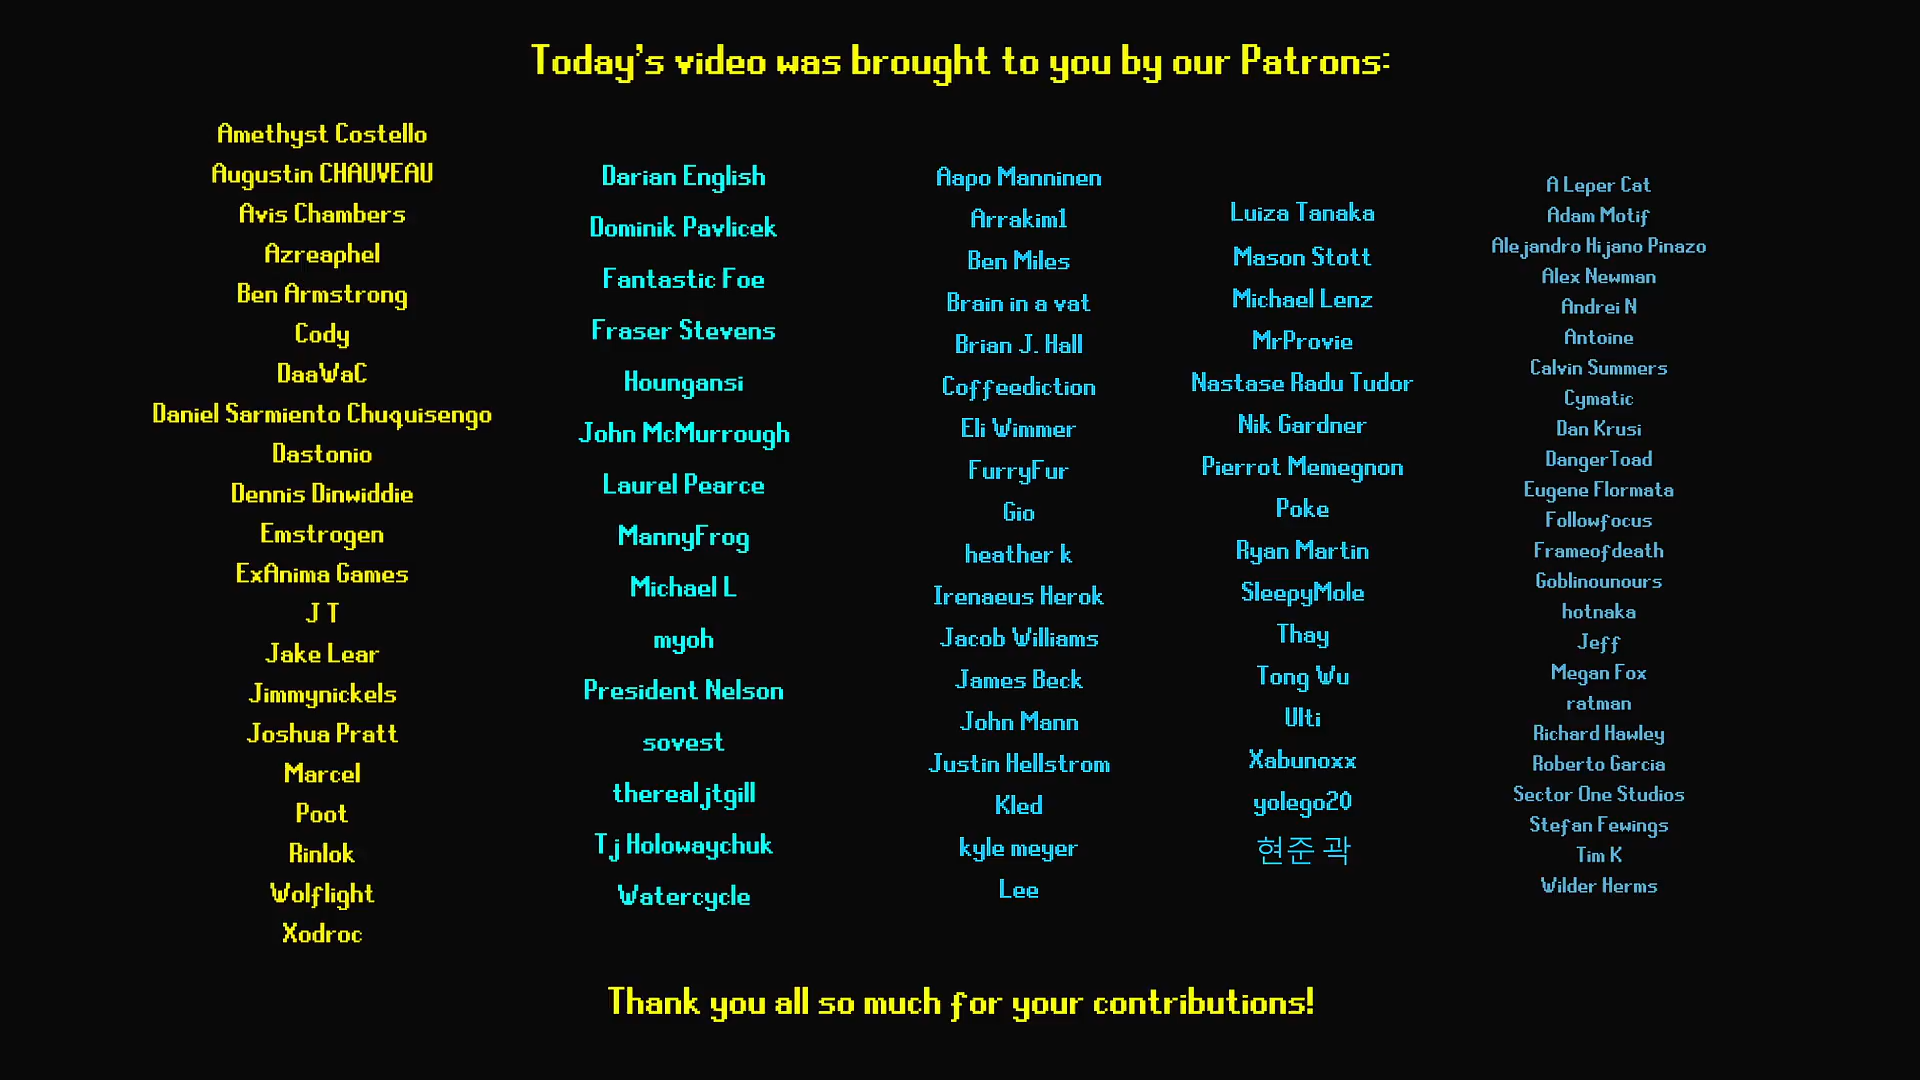 Today's video was brought to you by our Patrons:
Amethyst Costello
Augustin CHAUVEAU
Avis Chambers
Azreaphel
Ben Armstrong
Cody
DaaWaC
Daniel Sarmiento Chuquisengo
Dastonio
Dennis Dinwiddie
Emstrogen
ExAnima Games
J T
Jake Lear
Jimmynickels
Joshua Pratt
Marcel
Poot
Rinlok
Wolflight
Xodroc
Darian English
Dominik Pavlicek
Fantastic Foe
Fraser Stevens
Houngansi
John McMurrough
Laurel Pearce
MannyFrog
Michael L
myoh
President Nelson
sovest
therealjtgill
Tj Holowaychuk
Watercycle
Aapo Manninen
Arrakim1
Ben Miles
Brain in a vat
Brian J. Hall
Coffeediction
Eli Wimmer
FurryFur
Gio
heather k
Irenaeus Herok
Jacob Williams
James Beck
John Mann
Justin Hellstrom
Kled
kyle meyer
Lee
Luiza Tanaka
Mason Stott
Michael Lenz
MrProvie
Nastase Radu Tudor
Nik Gardner
Pierrot Memegnon
Poke
Ryan Martin
SleepyMole
Thay
Tong Wu
Ulti
Xabunoxx
yolego20
현준 곽
A Leper Cat
Adam Motif
Alejandro Hijano Pinazo
Alex Newman
Andrei N
Antoine
Calvin Summers
Cymatic
Dan Krusi
DangerToad
Eugene Flormata
Followfocus
Frameofdeath
Goblinounours
hotnaka
Jeff
Megan Fox
ratman
Richard Hawley
Roberto Garcia
Sector One Studios
Stefan Fewings
Tim K
Wilder Herms
Thank you all so much for your contributions!